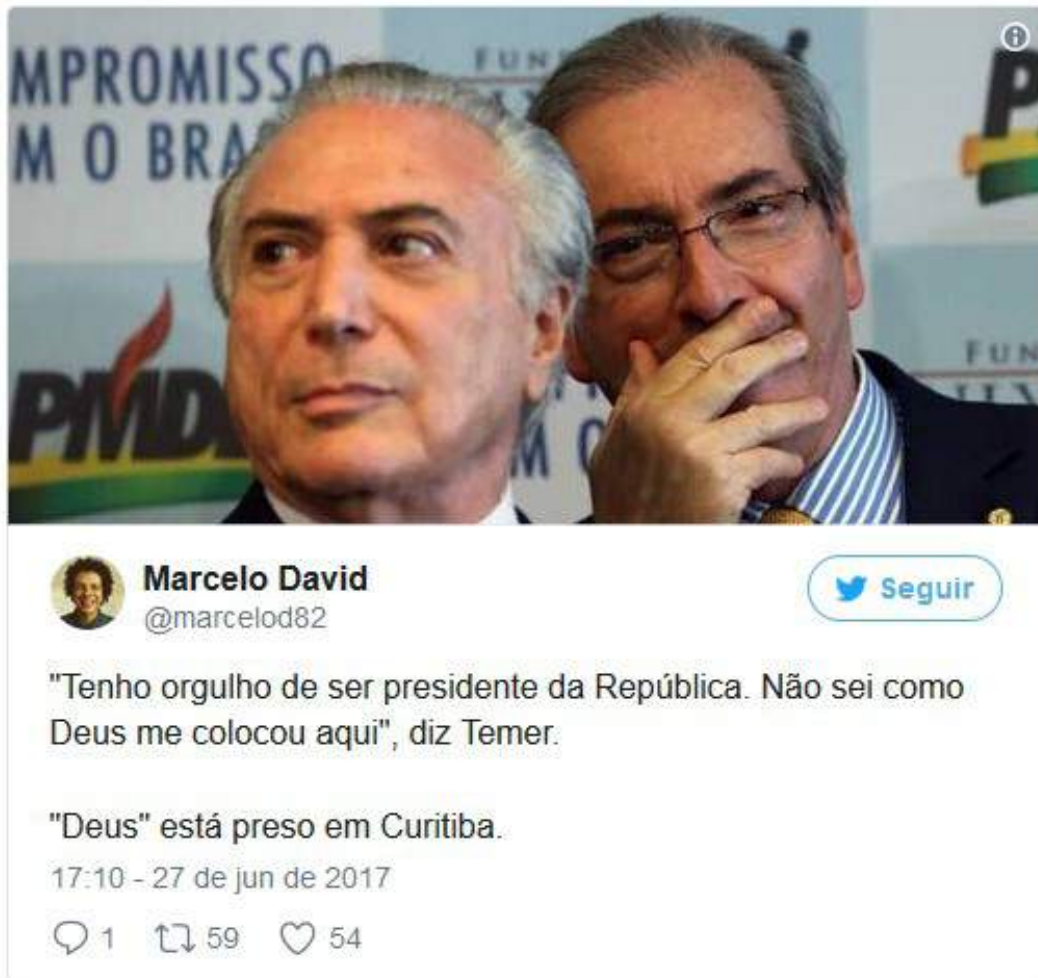 MPROMISSO
M O BRA
FUN
PMD
P
FUN
M
Marcelo David
@marcelod82
Seguir
"Tenho orgulho de ser presidente da República. Não sei como
Deus me colocou aqui", diz Temer.
"Deus" está preso em Curitiba.
17:10 - 27 de jun de 2017
1 59 54